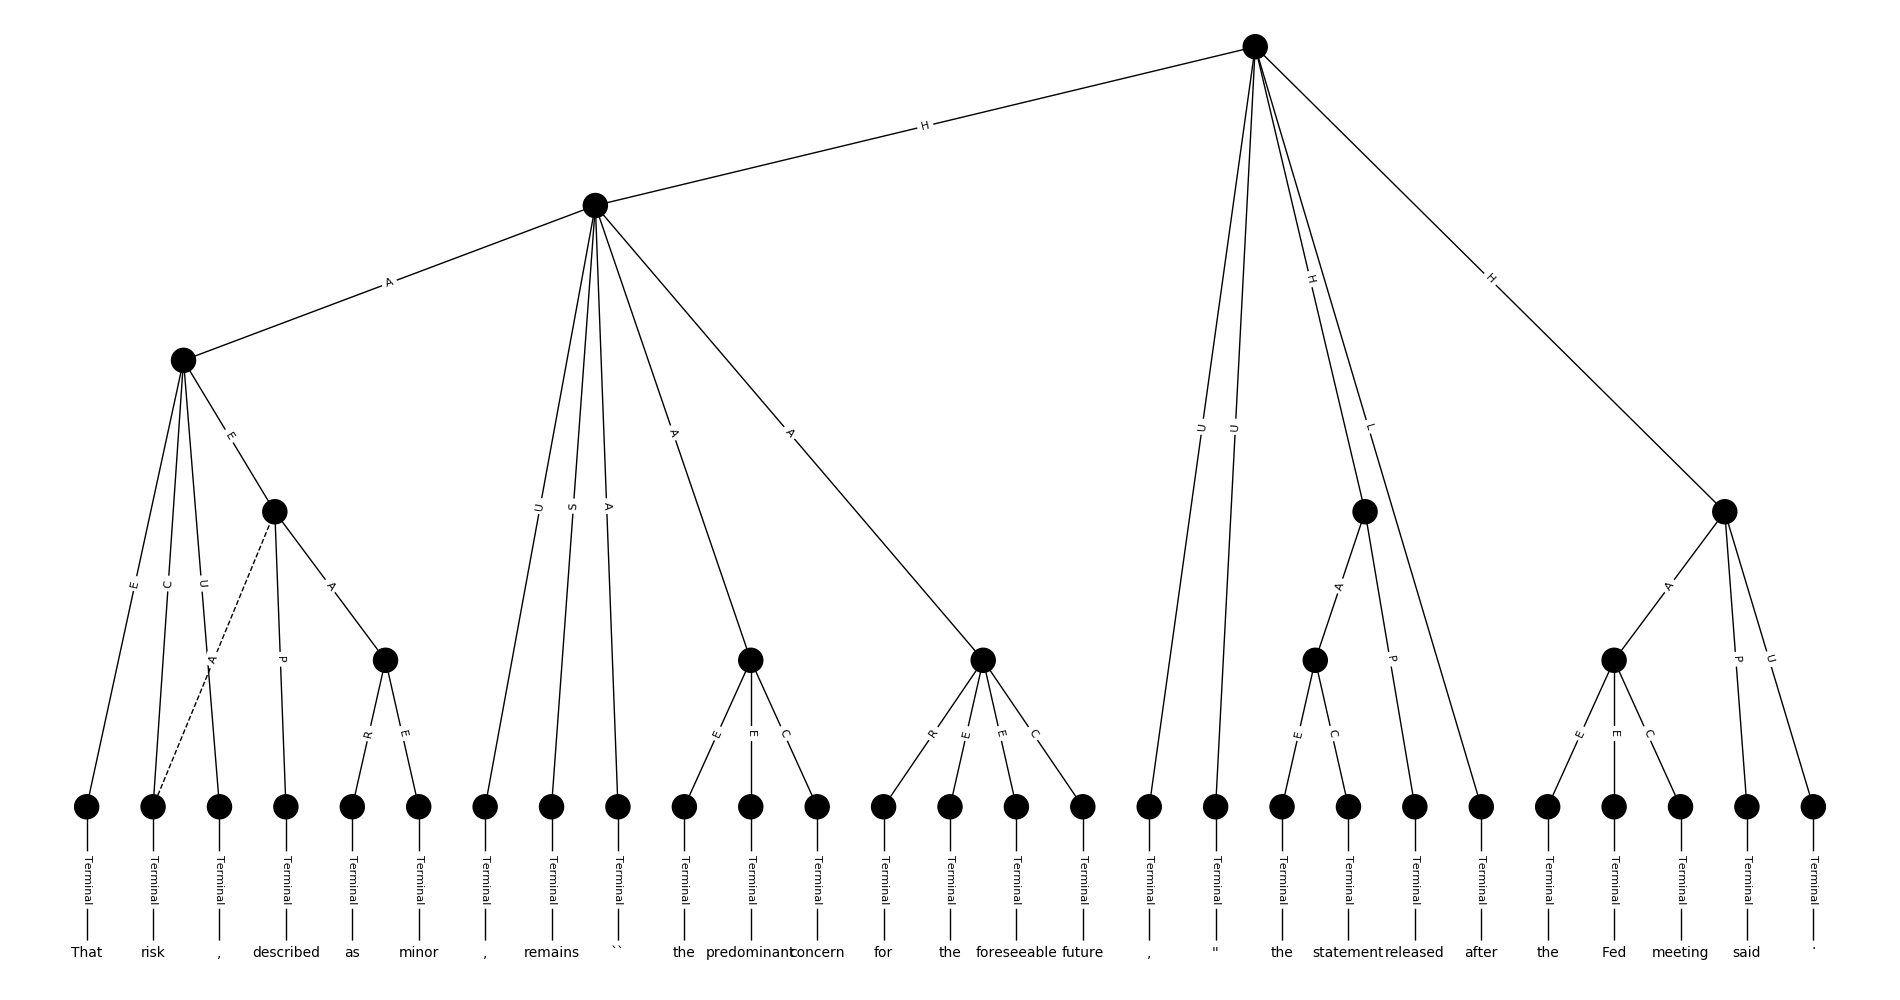 H
A
H
H
E
A
A
U
U
L
U
S
A
E
C
U
A
A
A
A
P
P
P
U
R
E
E
E
C
R
E
E
C
E
C
E
E
C
Terminal Terminal Terminal Terminal Terminal Terminal Terminal Terminal Terminal Terminal Terminal Terminal Terminal Terminal Terminal Terminal Terminal Terminal Terminal Terminal Terminal Terminal Terminal Terminal Terminal Terminal Terminal
That risk , described as minor , remains `` the predominant concern for the foreseeable future , " the statement released after the Fed meeting said .